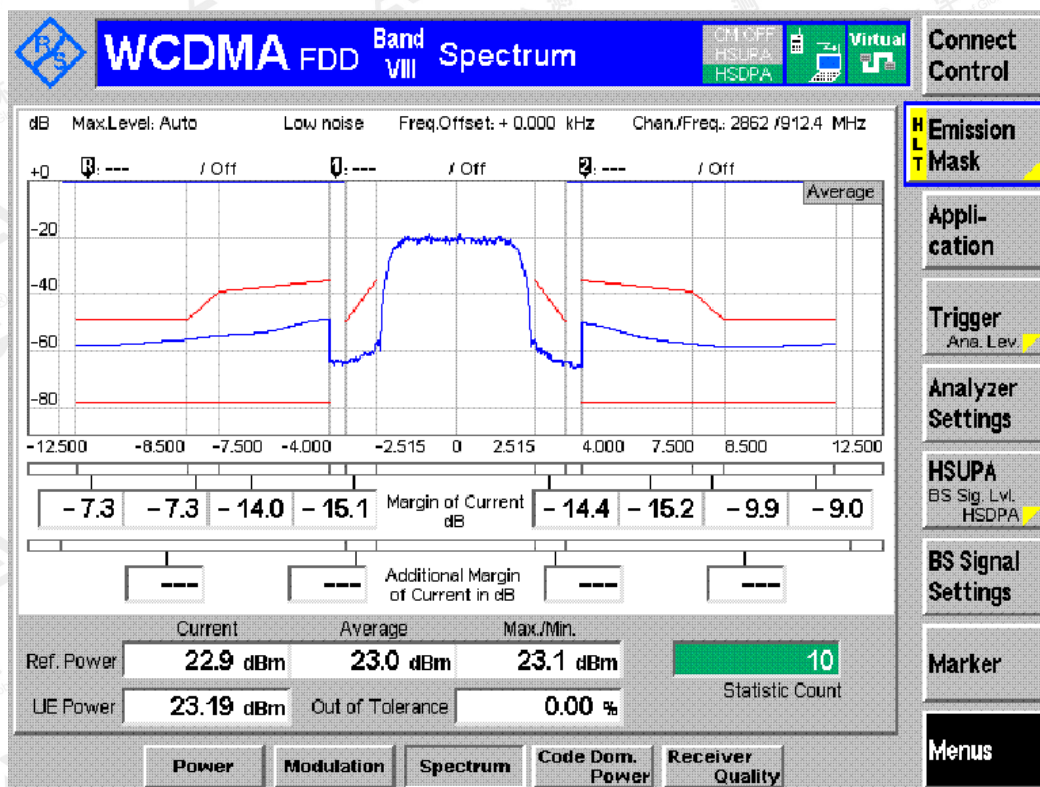 R&S
WCDMA FDD Band VIII Spectrum
CM OFF
HSUPA
HSDPA
Virtual
Connect Control
dB Max.Level: Auto Low noise Freq.Offset: + 0.000 kHz Chan./Freq.: 2862 /912.4 MHz
H L T
Emission Mask
R: --- / Off 1: --- / Off 2: --- / Off
Average
+0
-20
-40
-60
-80
-12.500 -8.500 -7.500 -4.000 -2.515 0 2.515 4.000 7.500 8.500 12.500
Appli-
cation
Trigger
Ana. Lev.
Analyzer
Settings
HSUPA
BS Sig. Lvl.
HSDPA
BS Signal
Settings
Marker
Menus
- 7.3 - 7.3 - 14.0 - 15.1 Margin of Current dB - 14.4 - 15.2 - 9.9 - 9.0
--- --- Additional Margin of Current in dB --- ---
Current Average Max./Min.
Ref. Power 22.9 dBm 23.0 dBm 23.1 dBm 10
Statistic Count
UE Power 23.19 dBm Out of Tolerance 0.00 %
Power Modulation Spectrum Code Dom. Power Receiver Quality